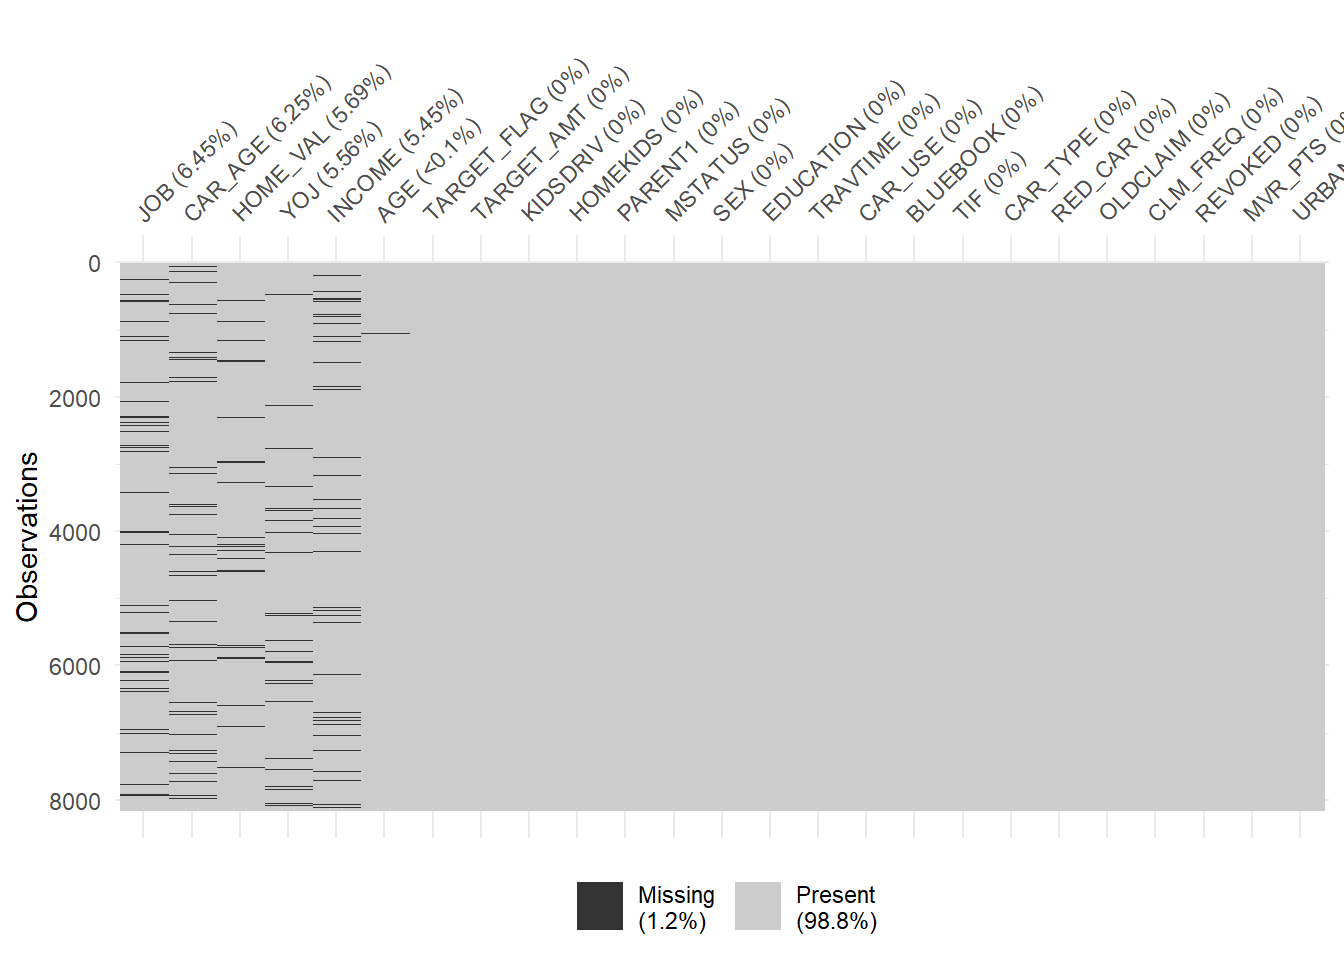 JOB (6.45%)
CAR_AGE (6.25%)
HOME_VAL (5.69%)
YOJ (5.56%)
INCOME (5.45%)
AGE (<0.1%)
TARGET_FLAG (0%)
TARGET_AMT (0%)
KIDSDRIV (0%)
HOMEKIDS (0%)
PARENT1 (0%)
MSTATUS (0%)
SEX (0%)
EDUCATION (0%)
TRAVTIME (0%)
CAR_USE (0%)
BLUEBOOK (0%)
TIF (0%)
CAR_TYPE (0%)
RED_CAR (0%)
OLDCLAIM (0%)
CLM_FREQ (0%)
REVOKED (0%)
MVR_PTS (0%
URBAN
0
2000
4000
6000
8000
Observations
Missing
(1.2%)
Present
(98.8%)